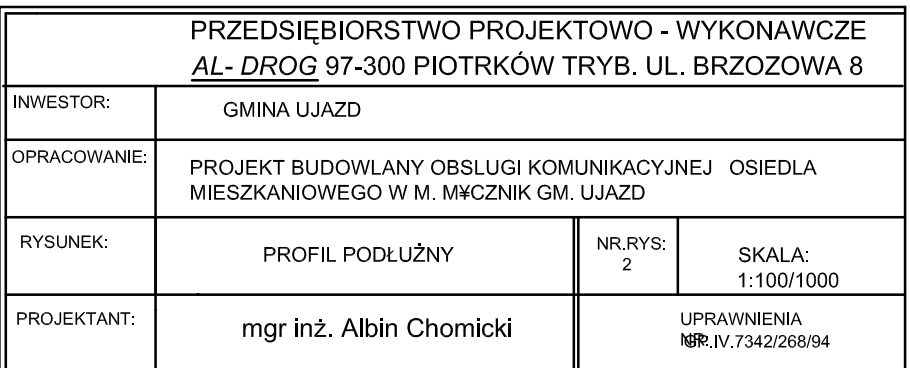 PRZEDSIĘBIORSTWO PROJEKTOWO - WYKONAWCZE
AL- DROG 97-300 PIOTRKÓW TRYB. UL. BRZOZOWA 8
INWESTOR: GMINA UJAZD
OPRACOWANIE: PROJEKT BUDOWLANY OBSLUGI KOMUNIKACYJNEJ OSIEDLA
MIESZKANIOWEGO W M. M¥CZNIK GM. UJAZD
RYSUNEK: PROFIL PODŁUŻNY NR.RYS: SKALA:
2 1:100/1000
PROJEKTANT: mgr inż. Albin Chomicki UPRAWNIENIA
NR. GP.IV.7342/268/94